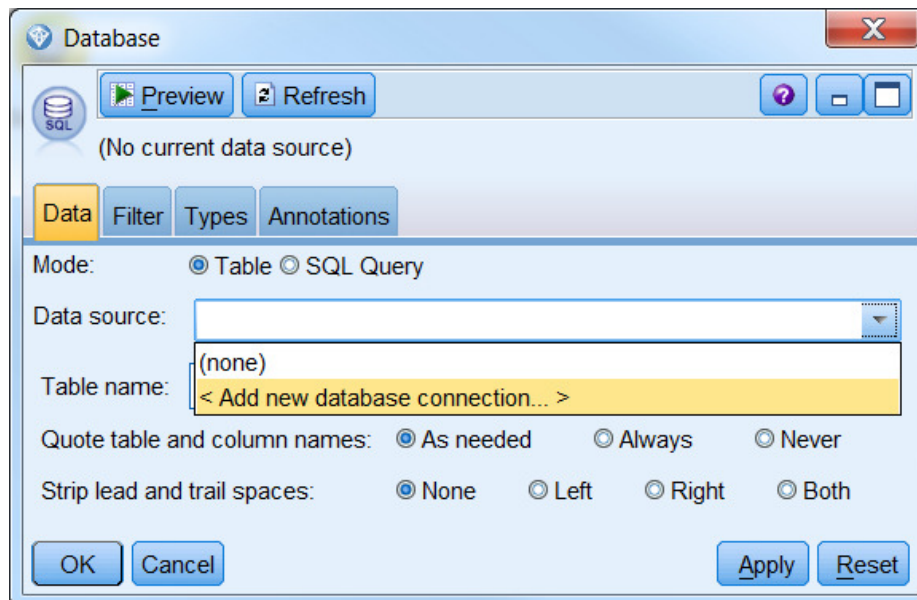 Database
Preview Refresh
SQL
(No current data source)
Data Filter Types Annotations
Mode: Table SQL Query
Data source:
(none)
Table name:
< Add new database connection... >
Quote table and column names: As needed Always Never
Strip lead and trail spaces: None Left Right Both
OK Cancel Apply Reset